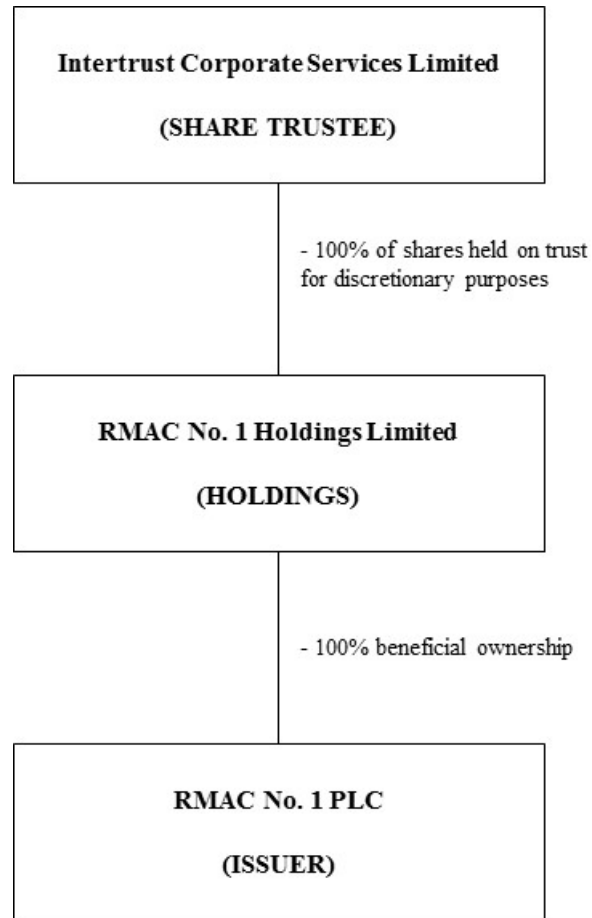 Intertrust Corporate Services Limited
(SHARE TRUSTEE)
- 100% of shares held on trust
for discretionary purposes
RMAC No. 1 Holdings Limited
(HOLDINGS)
- 100% beneficial ownership
RMAC No. 1 PLC
(ISSUER)